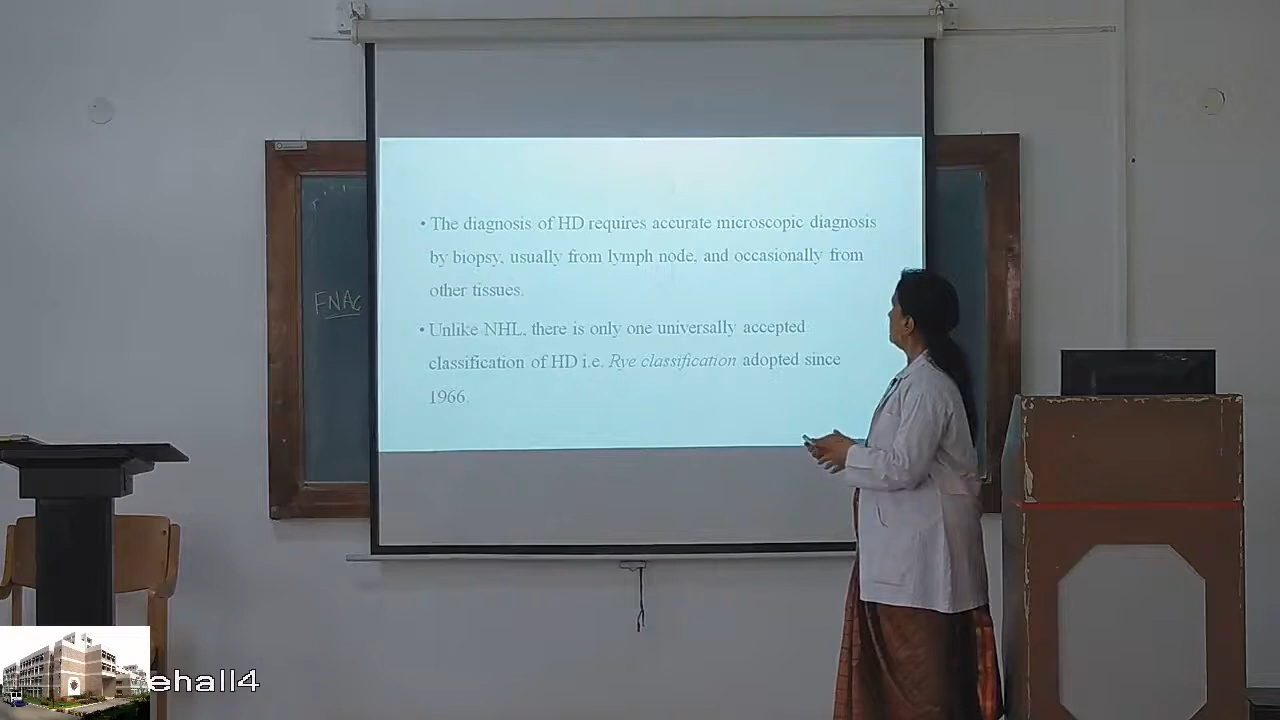 • The diagnosis of HD requires accurate microscopic diagnosis
by biopsy, usually from lymph node, and occasionally from
other tissues.
• Unlike NHL, there is only one universally accepted
classification of HD i.e. Rye classification adopted since
1966.
FNAC
ehall4